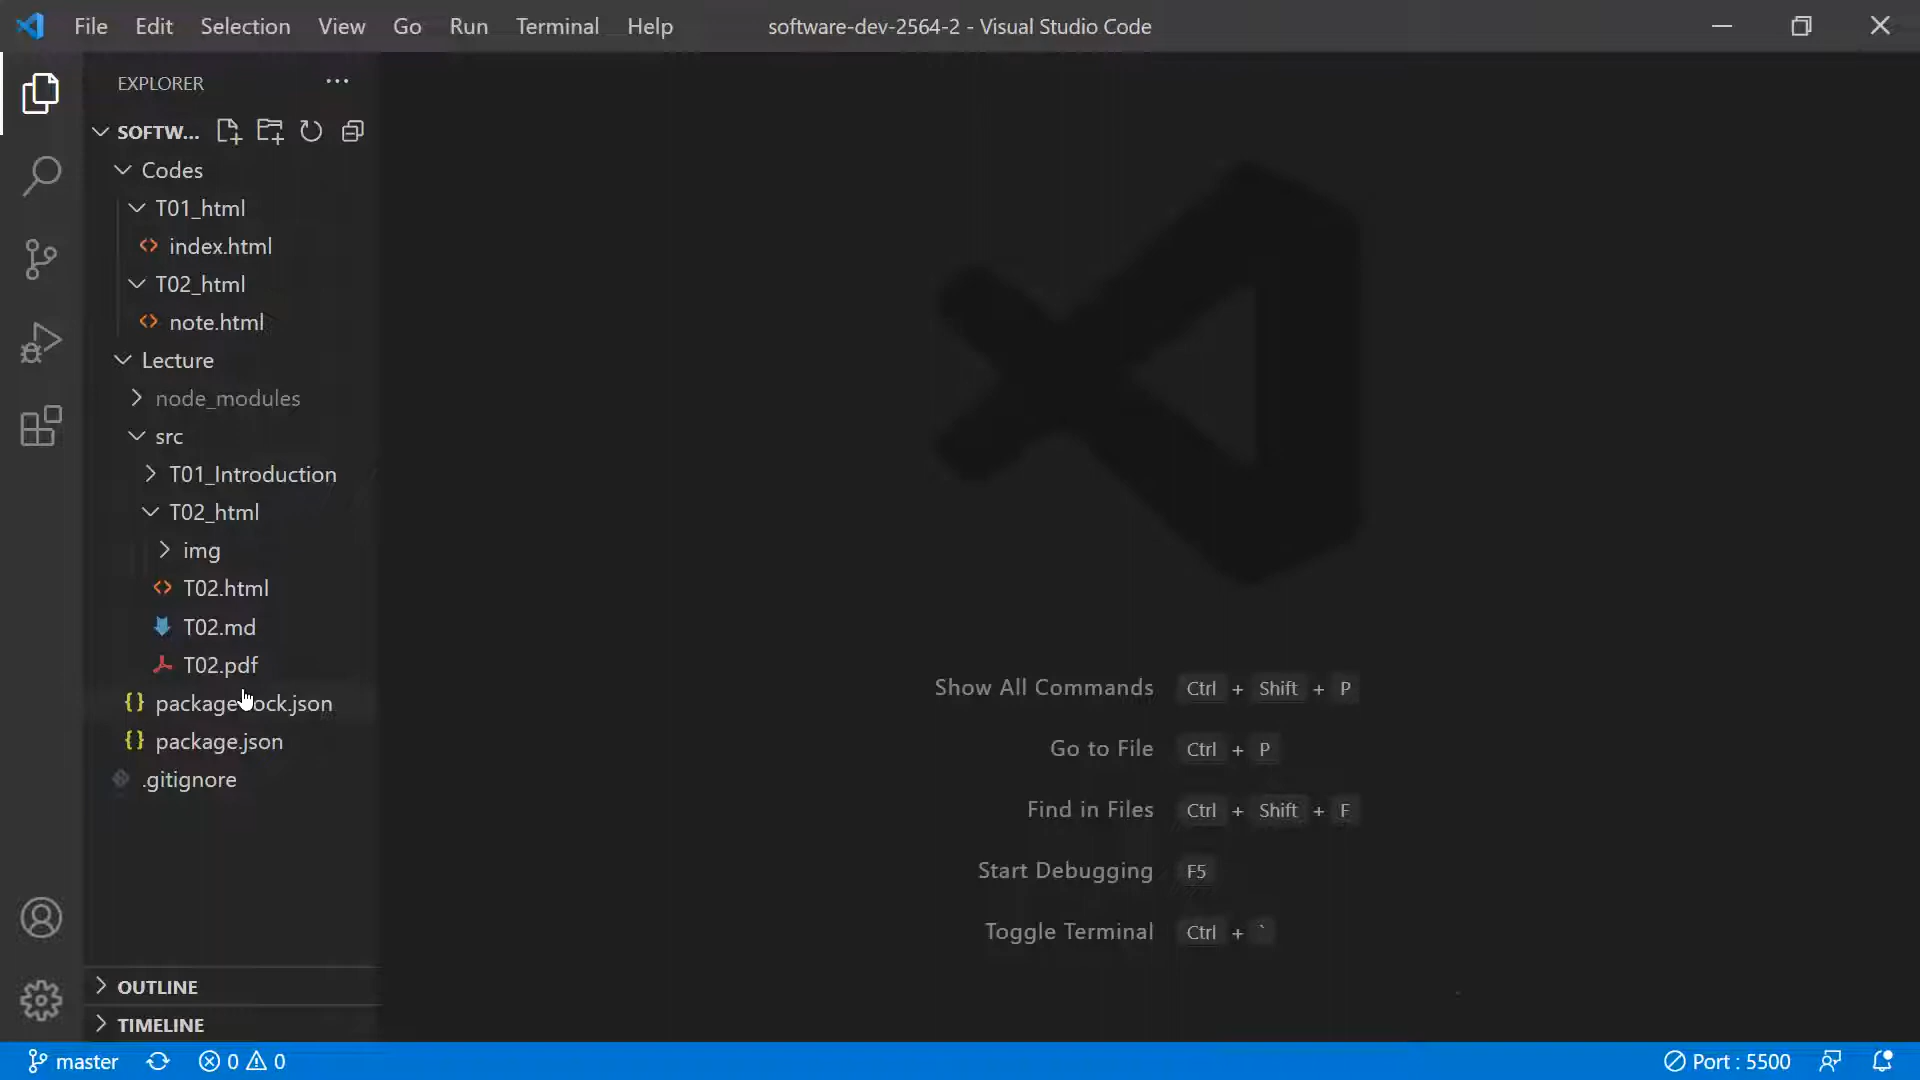 File Edit Selection View Go Run Terminal Help software-dev-2564-2 - Visual Studio Code
EXPLORER
SOFTW...
Codes
T01_html
index.html
T02_html
note.html
Lecture
node_modules
src
T01_Introduction
T02_html
img
T02.html
T02.md
T02.pdf
package-lock.json
package.json
.gitignore
Show All Commands Ctrl + Shift + P
Go to File Ctrl + P
Find in Files Ctrl + Shift + F
Start Debugging F5
Toggle Terminal Ctrl + `
OUTLINE
TIMELINE
master 0 0 Port : 5500